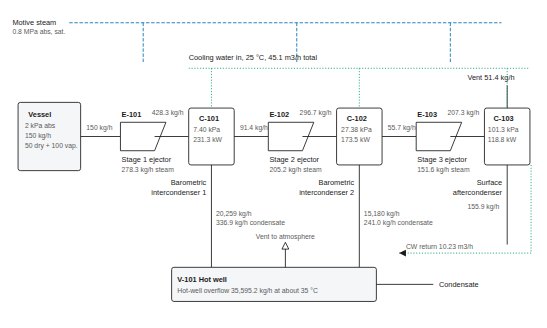 Motive steam
0.8 MPa abs, sat.
Cooling water in, 25 °C, 45.1 m3/h total
Vent 51.4 kg/h
Vessel
2 kPa abs
150 kg/h
50 dry + 100 vap.
150 kg/h
E-101
428.3 kg/h
Stage 1 ejector
278.3 kg/h steam
C-101
7.40 kPa
231.3 kW
91.4 kg/h
E-102
296.7 kg/h
Stage 2 ejector
205.2 kg/h steam
C-102
27.38 kPa
173.5 kW
55.7 kg/h
E-103
207.3 kg/h
Stage 3 ejector
151.6 kg/h steam
C-103
101.3 kPa
118.8 kW
Barometric
intercondenser 1
Barometric
intercondenser 2
Surface
aftercondenser
155.9 kg/h
20,259 kg/h
336.9 kg/h condensate
15,180 kg/h
241.0 kg/h condensate
Vent to atmosphere
CW return 10.23 m3/h
V-101 Hot well
Hot-well overflow 35,595.2 kg/h at about 35 °C
Condensate